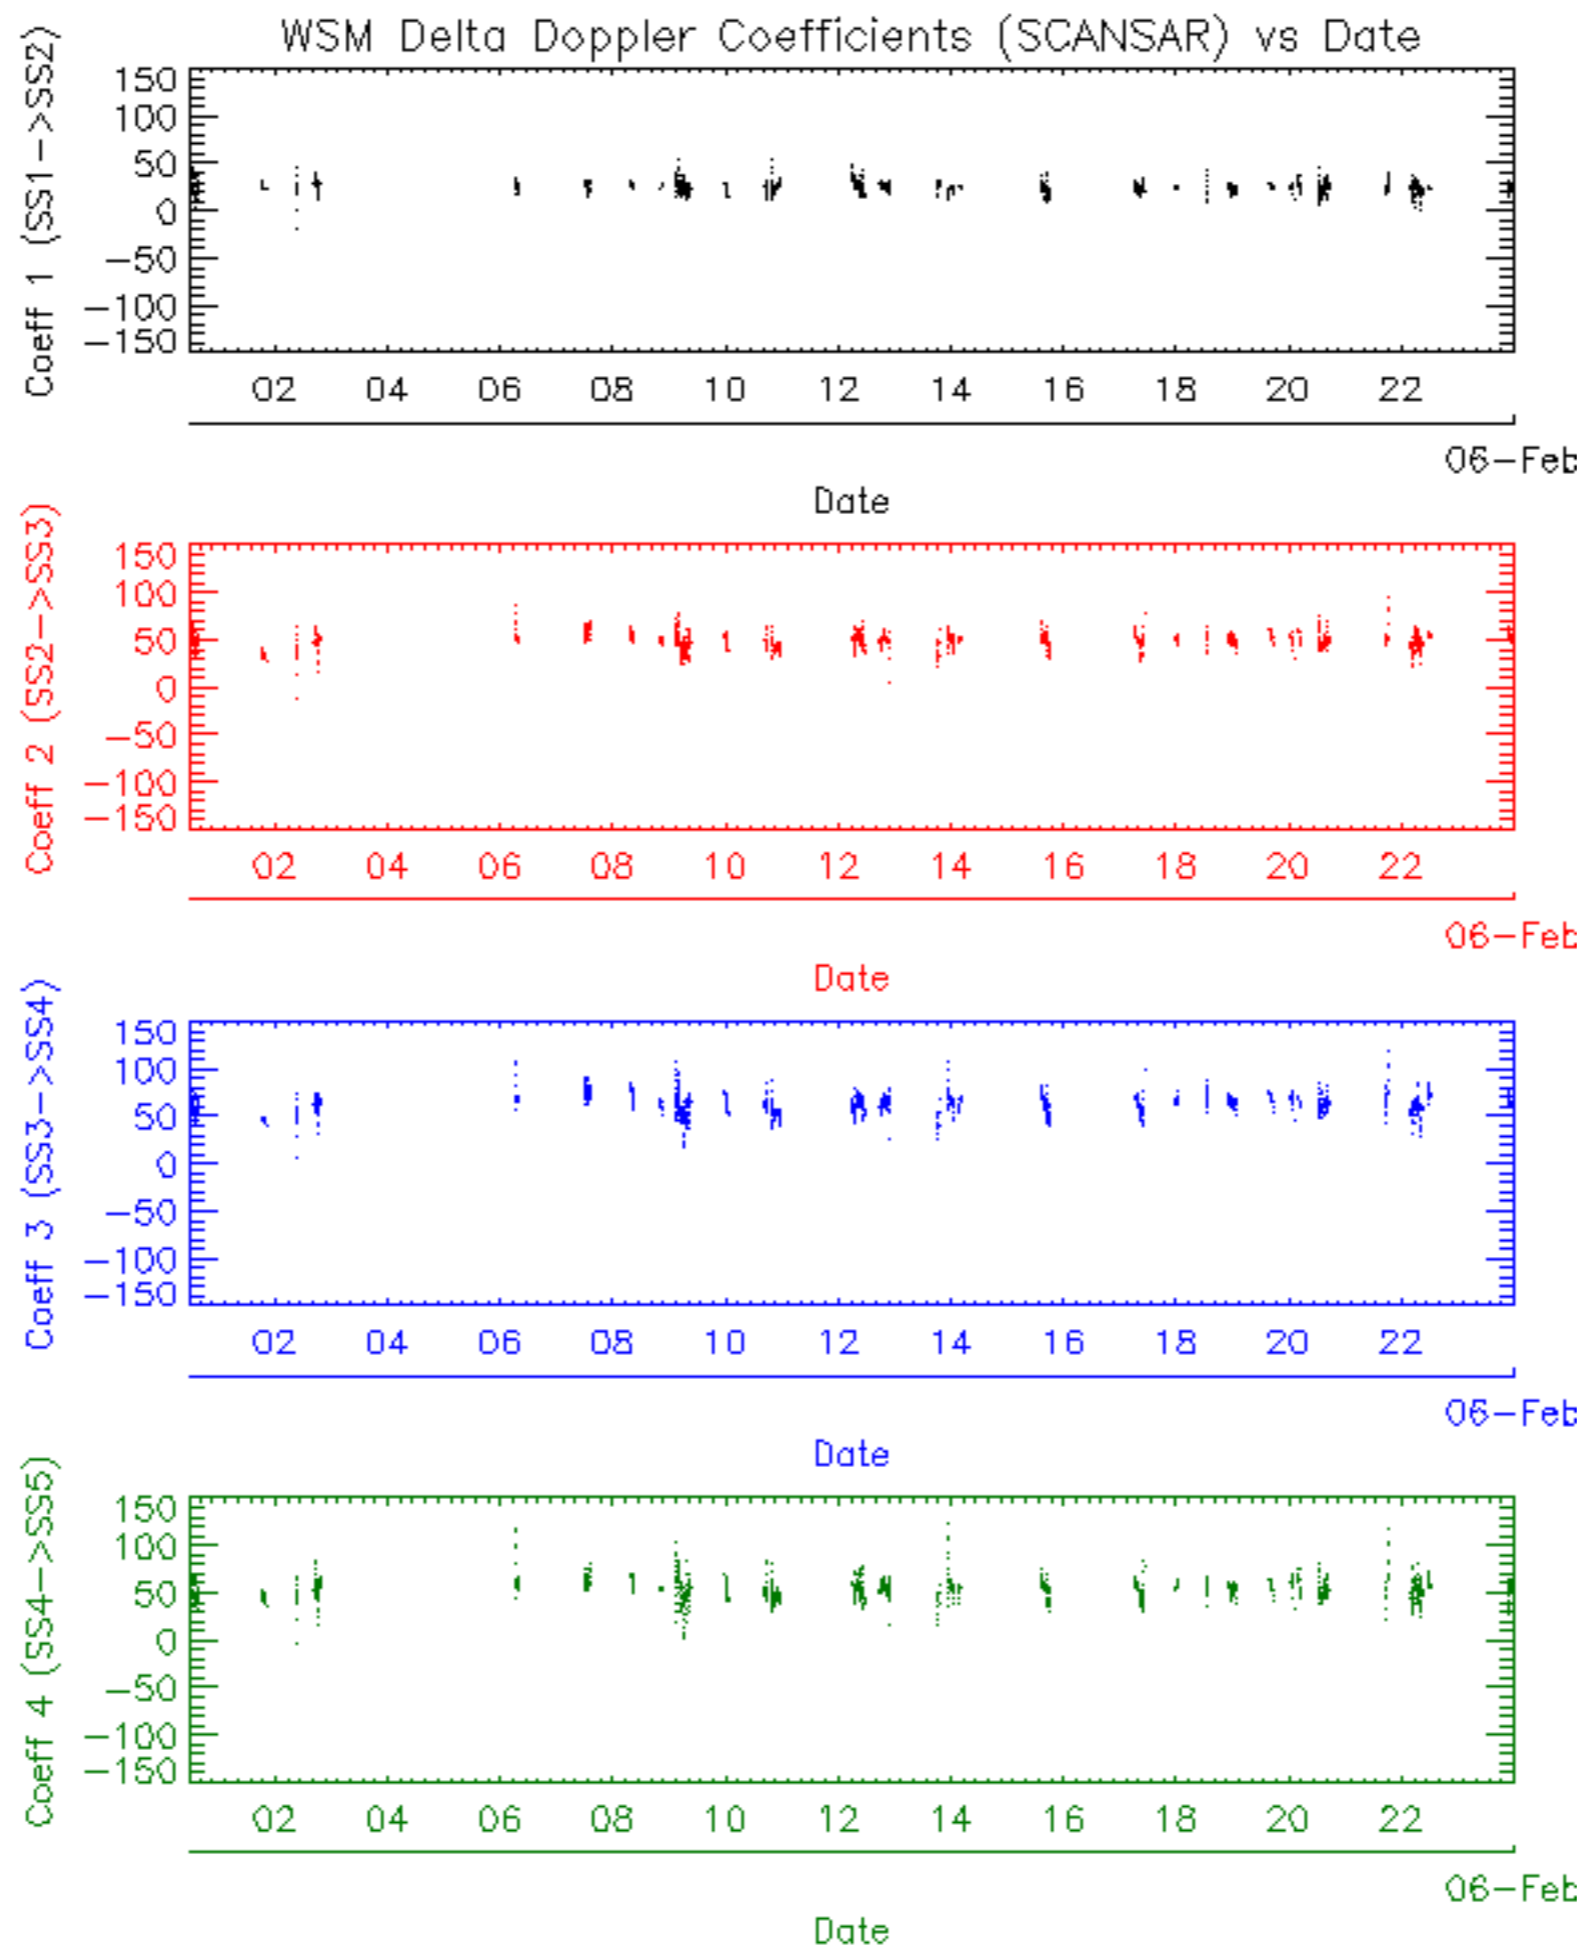 WSM Delta Doppler Coefficients (SCANSAR) vs Date
Coeff 1 (SS1->SS2)
150
100
50
0
-50
-100
-150
02 04 06 08 10 12 14 16 18 20 22
06-Feb
Date
Coeff 2 (SS2->SS3)
150
100
50
0
-50
-100
-150
02 04 06 08 10 12 14 16 18 20 22
06-Feb
Date
Coeff 3 (SS3->SS4)
150
100
50
0
-50
-100
-150
02 04 06 08 10 12 14 16 18 20 22
06-Feb
Date
Coeff 4 (SS4->SS5)
150
100
50
0
-50
-100
-150
02 04 06 08 10 12 14 16 18 20 22
06-Feb
Date